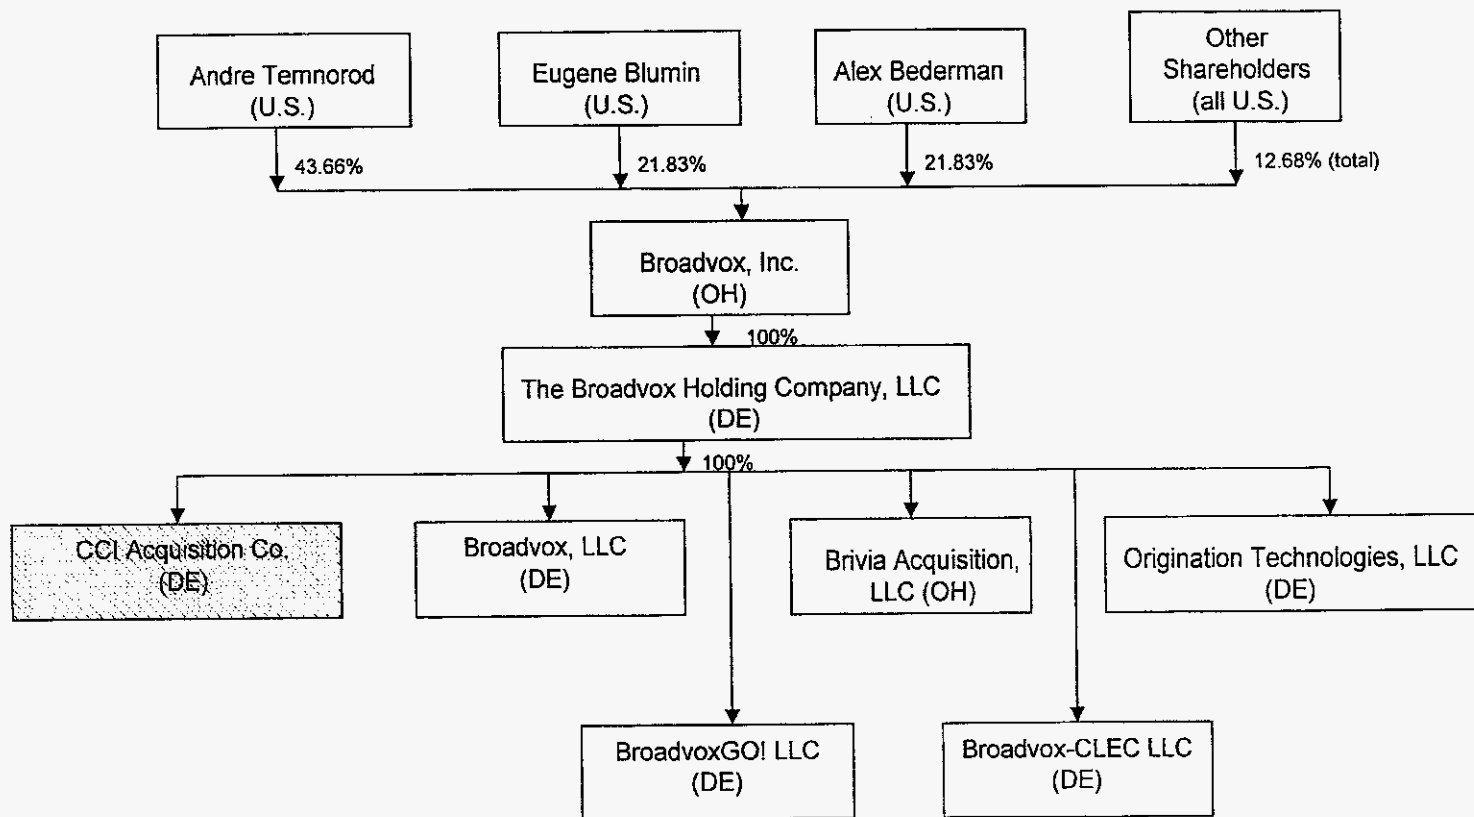 Andre Temnorod
(U.S.)
Eugene Blumin
(U.S.)
Alex Bederman
(U.S.)
Other
Shareholders
(all U.S.)
43.66%
21.83%
21.83%
12.68% (total)
Broadvox, Inc.
(OH)
100%
The Broadvox Holding Company, LLC
(DE)
100%
CCI Acquisition Co.
(DE)
Broadvox, LLC
(DE)
Brivia Acquisition,
LLC (OH)
Origination Technologies, LLC
(DE)
BroadvoxGO! LLC
(DE)
Broadvox-CLEC LLC
(DE)